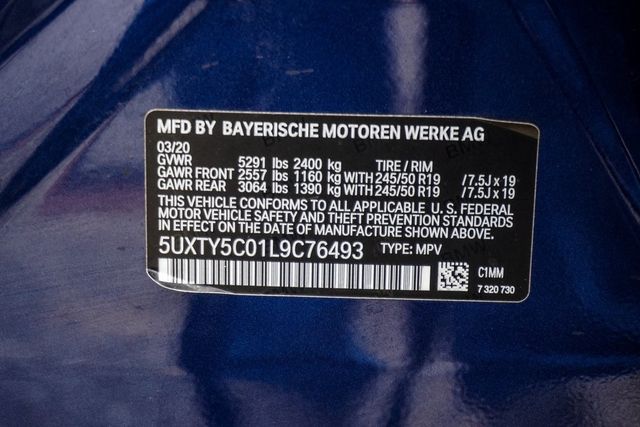 MFD BY BAYERISCHE MOTOREN WERKE AG
03/20
GVWR 5291 lbs 2400 kg TIRE / RIM
GAWR FRONT 2557 lbs 1160 kg WITH 245/50 R19 /7.5J x 19
GAWR REAR 3064 lbs 1390 kg WITH 245/50 R19 /7.5J x 19
THIS VEHICLE CONFORMS TO ALL APPLICABLE U. S. FEDERAL
MOTOR VEHICLE SAFETY AND THEFT PREVENTION STANDARDS
IN EFFECT ON THE DATE OF MANUFACTURE SHOWN ABOVE.
5UXTY5C01L9C76493 TYPE: MPV
C1MM
7 320 730